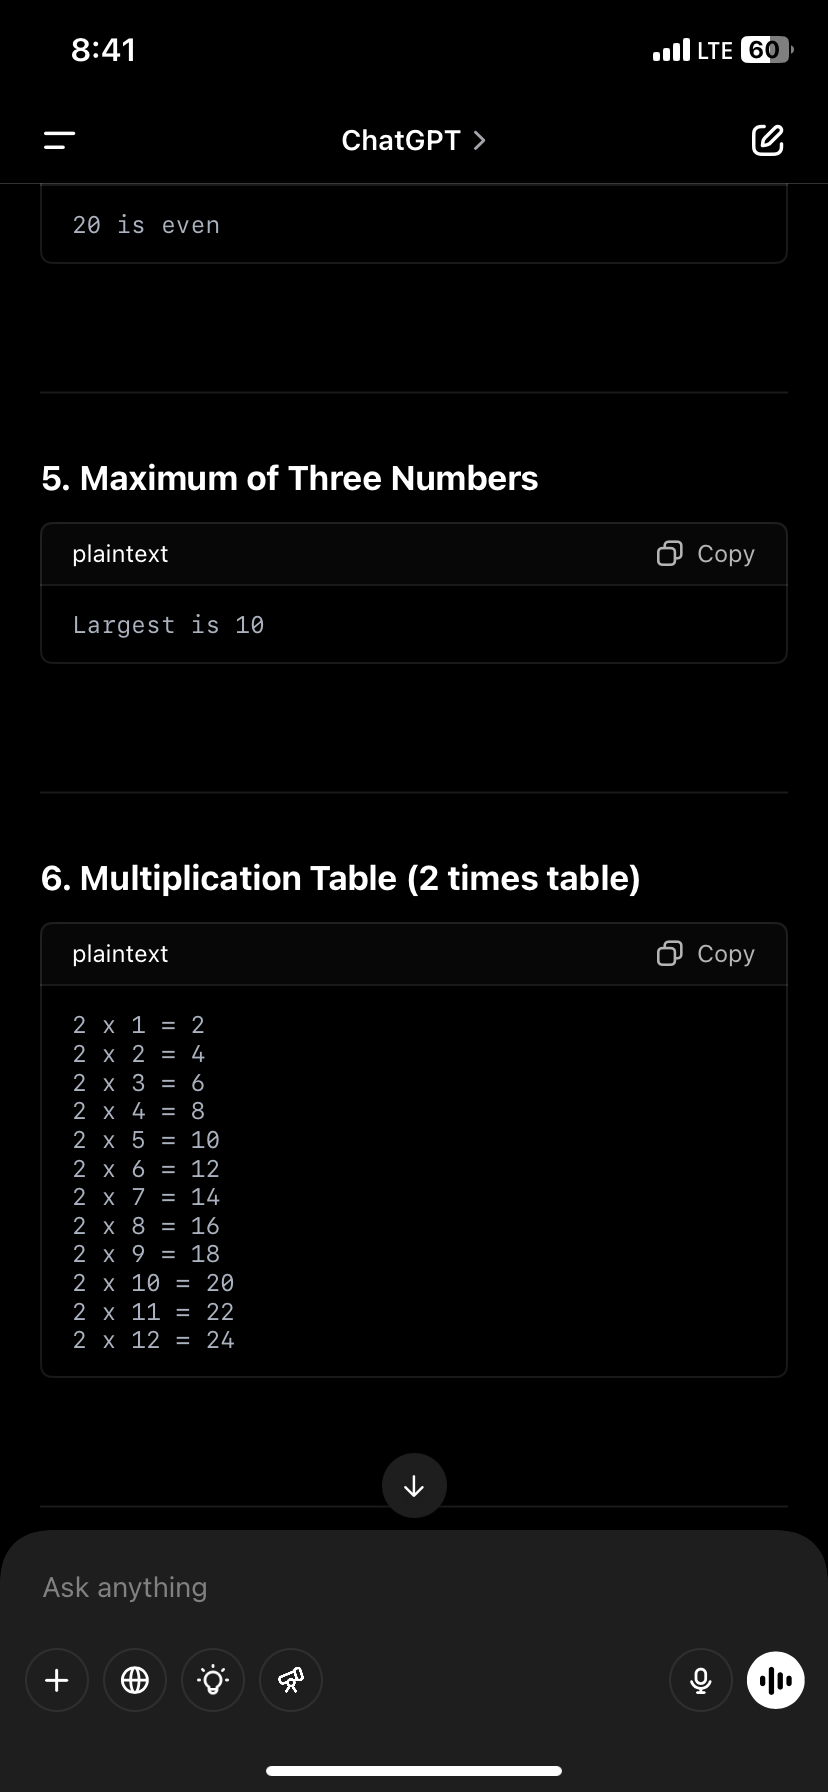 8:41
LTE 60
ChatGPT >
20 is even
5. Maximum of Three Numbers
plaintext Copy
Largest is 10
6. Multiplication Table (2 times table)
plaintext Copy
2 x 1 = 2
2 x 2 = 4
2 x 3 = 6
2 x 4 = 8
2 x 5 = 10
2 x 6 = 12
2 x 7 = 14
2 x 8 = 16
2 x 9 = 18
2 x 10 = 20
2 x 11 = 22
2 x 12 = 24
Ask anything